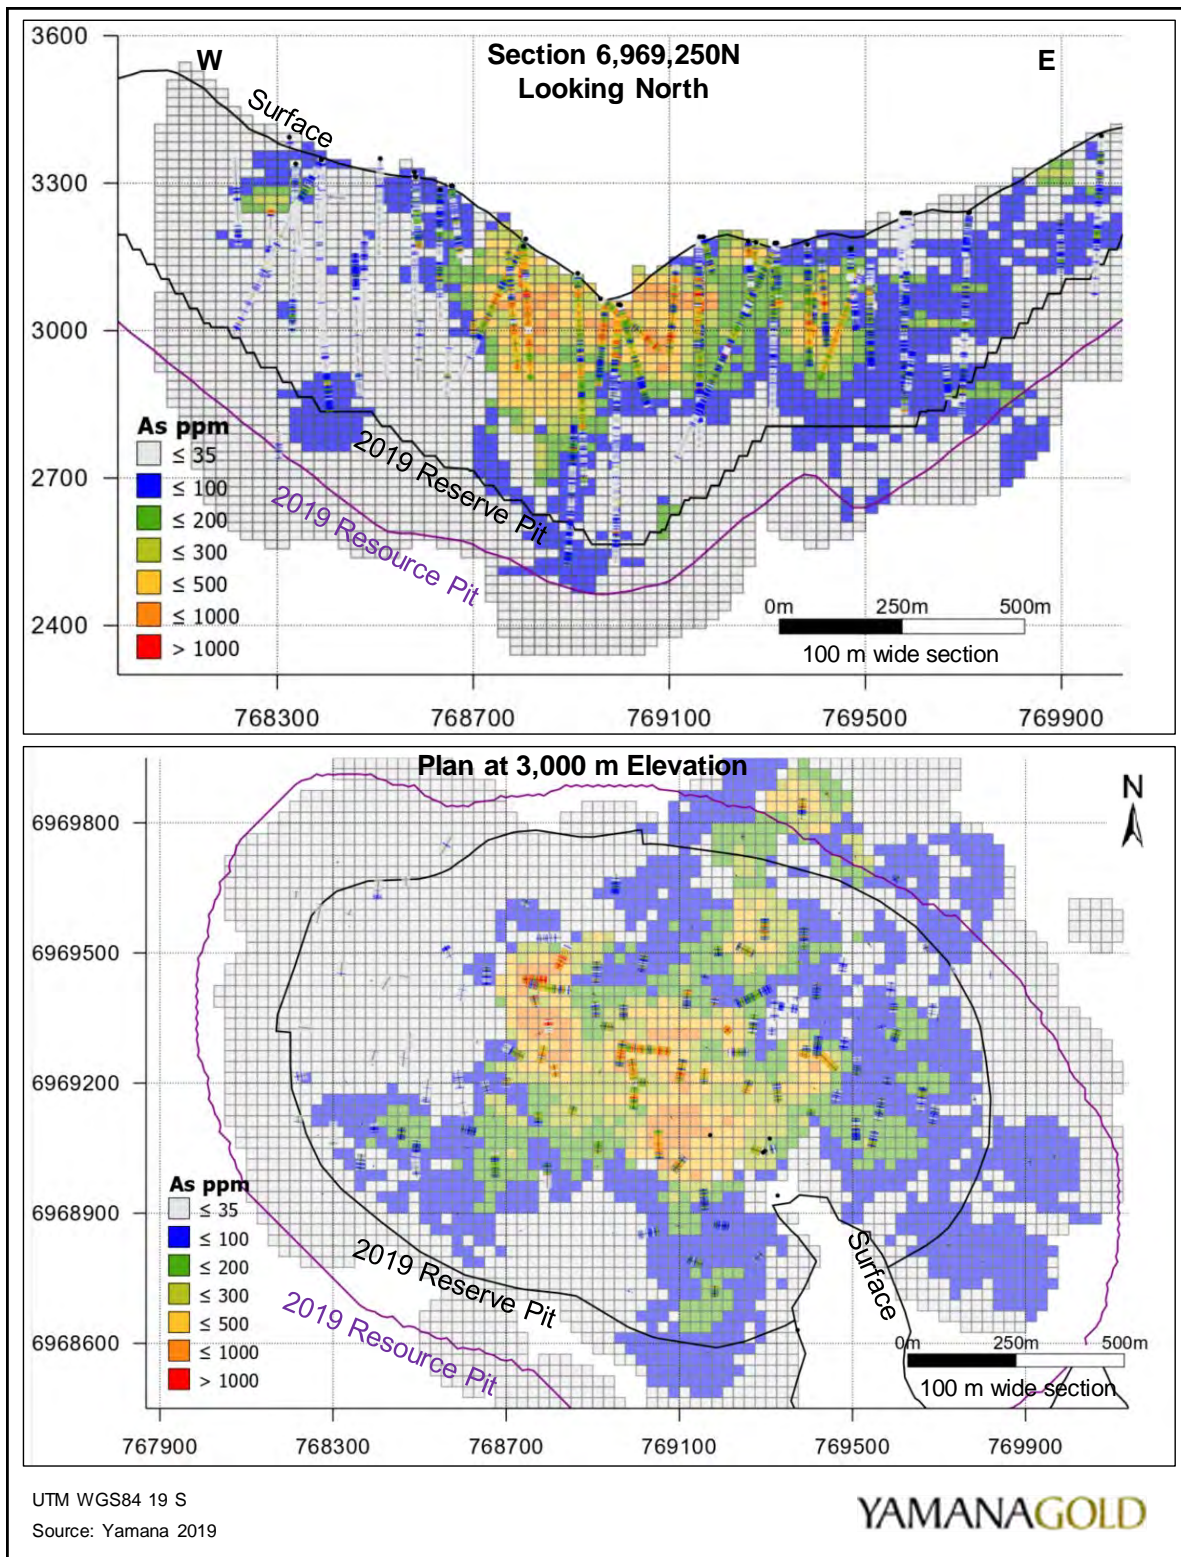 Section 6,969,250N
Looking North
W
E
Surface
3600
3300
3000
2700
2400
As ppm
≤ 35
≤ 100
≤ 200
≤ 300
≤ 500
≤ 1000
> 1000
2019 Reserve Pit
2019 Resource Pit
0m 250m 500m
100 m wide section
768300 768700 769100 769500 769900
Plan at 3,000 m Elevation
N
6969800
6969500
6969200
6968900
6968600
As ppm
≤ 35
≤ 100
≤ 200
≤ 300
≤ 500
≤ 1000
> 1000
2019 Reserve Pit
2019 Resource Pit
Surface
0m 250m 500m
100 m wide section
767900 768300 768700 769100 769500 769900
UTM WGS84 19 S
Source: Yamana 2019
YAMANAGOLD